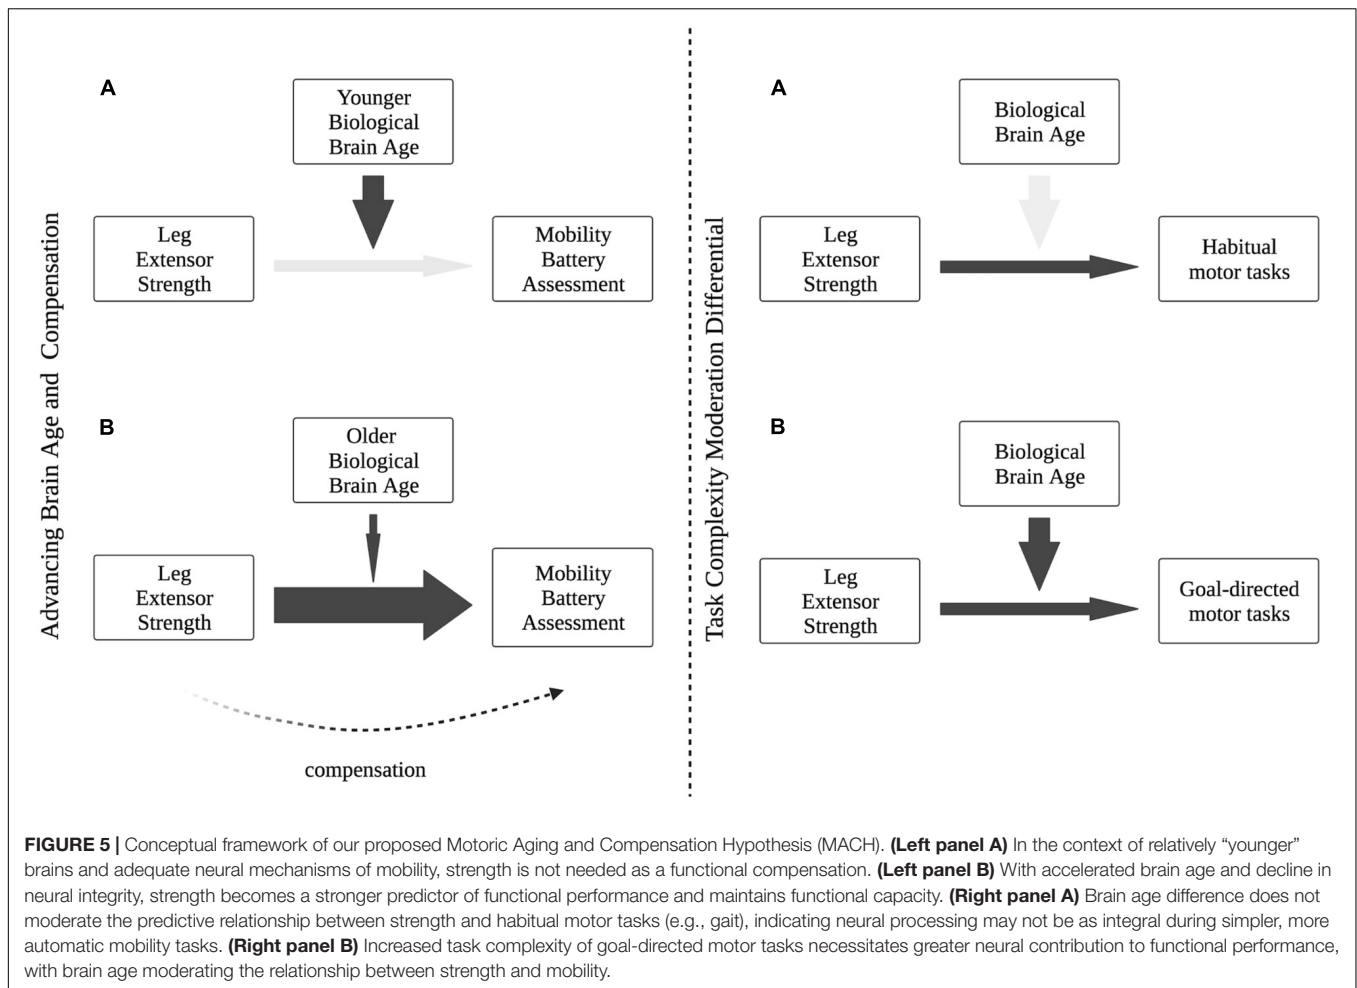 Advancing Brain Age and Compensation
A
Younger
Biological
Brain Age
Leg
Extensor
Strength
Mobility
Battery
Assessment
B
Older
Biological
Brain Age
Leg
Extensor
Strength
Mobility
Battery
Assessment
compensation
Task Complexity Moderation Differential
A
Biological
Brain Age
Leg
Extensor
Strength
Habitual
motor tasks
B
Biological
Brain Age
Leg
Extensor
Strength
Goal-directed
motor tasks
FIGURE 5 | Conceptual framework of our proposed Motoric Aging and Compensation Hypothesis (MACH). (Left panel A) In the context of relatively “younger”
brains and adequate neural mechanisms of mobility, strength is not needed as a functional compensation. (Left panel B) With accelerated brain age and decline in
neural integrity, strength becomes a stronger predictor of functional performance and maintains functional capacity. (Right panel A) Brain age difference does not
moderate the predictive relationship between strength and habitual motor tasks (e.g., gait), indicating neural processing may not be as integral during simpler, more
automatic mobility tasks. (Right panel B) Increased task complexity of goal-directed motor tasks necessitates greater neural contribution to functional performance,
with brain age moderating the relationship between strength and mobility.